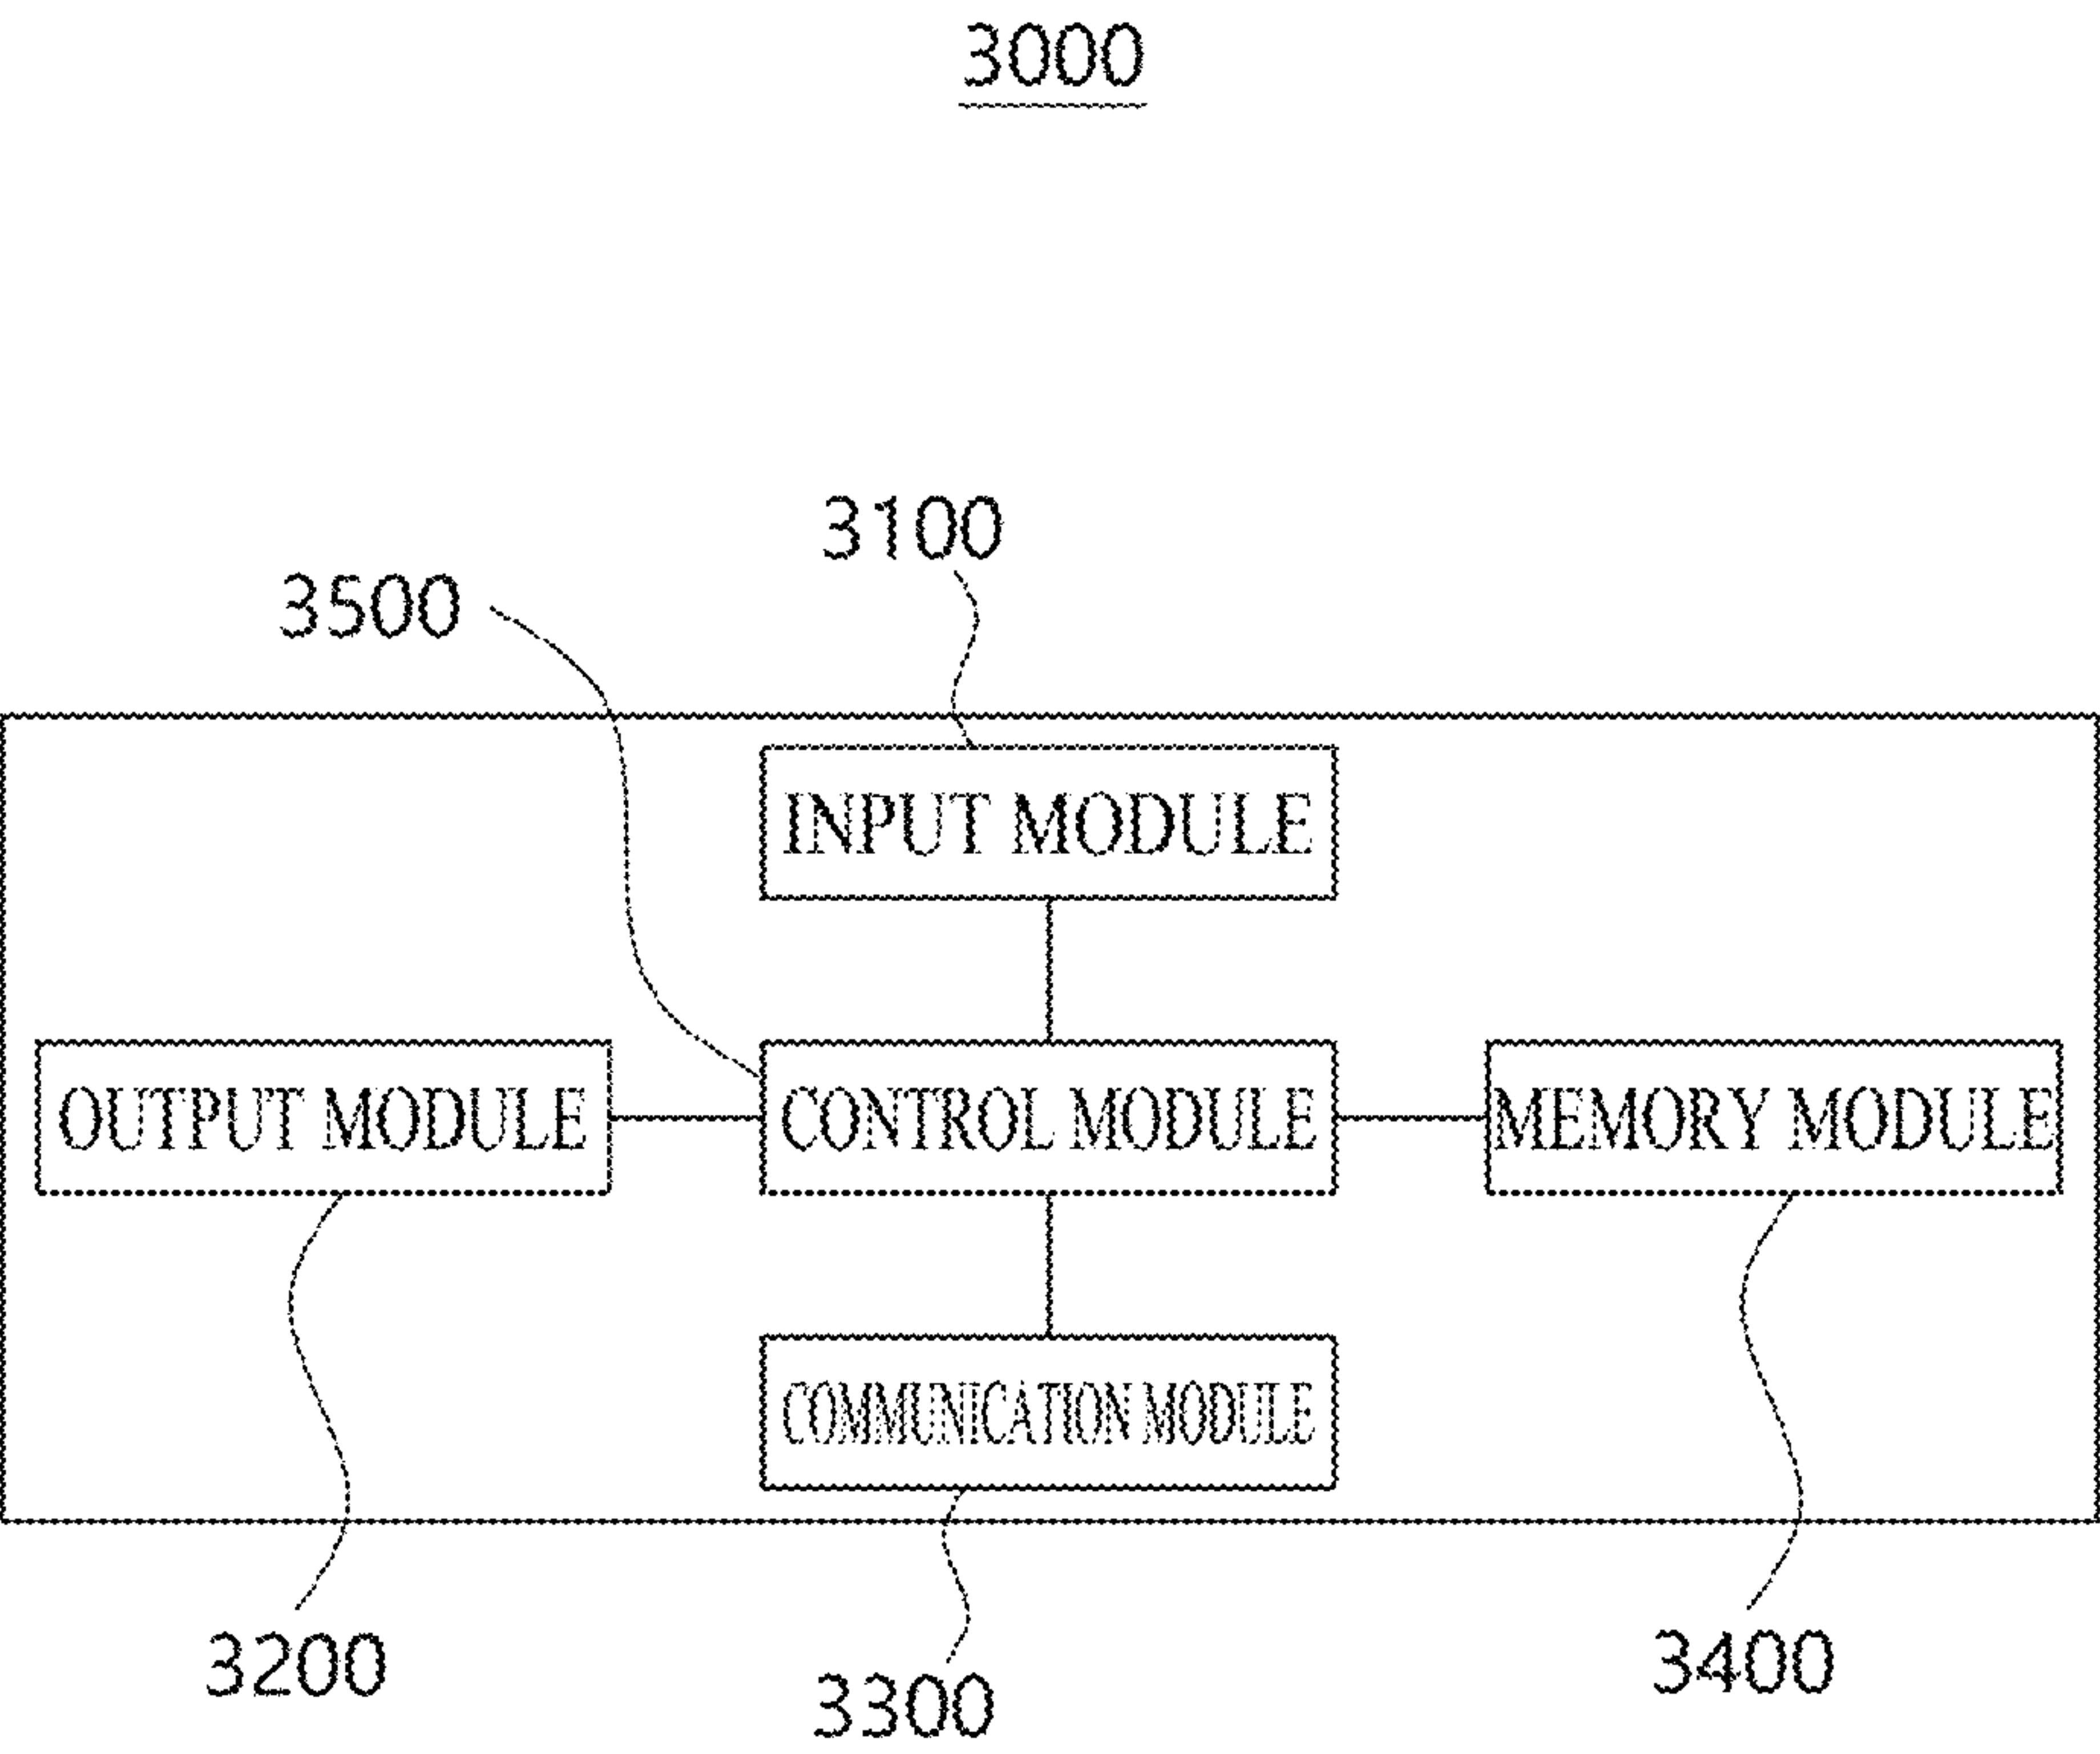 3000
3100
3500
INPUT MODULE
OUTPUT MODULE
CONTROL MODULE
MEMORY MODULE
COMMUNICATION MODULE
3200
3300
3400